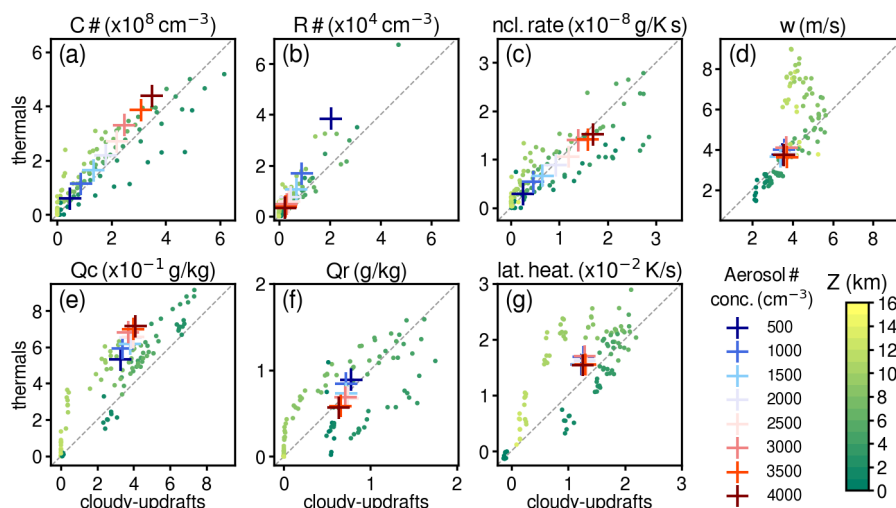 C # (x10⁸ cm⁻³)
R # (x10⁴ cm⁻³)
ncl. rate (x10⁻⁸ g/K s)
w (m/s)
(a)
(b)
(c)
(d)
thermals
6
4
2
0
0 2 4 6
6
4
2
0
0 2 4 6
3
2
1
0
0 1 2 3
8
6
4
2
2 4 6 8
Qc (x10⁻¹ g/kg)
Qr (g/kg)
lat. heat. (x10⁻² K/s)
(e)
(f)
(g)
thermals
8
6
4
2
0
0 4 8
cloudy-updrafts
2
1
0
0 1 2
cloudy-updrafts
4
2
0
0 1 2 3
cloudy-updrafts
Aerosol #
conc. (cm⁻³)
500
1000
1500
2000
2500
3000
3500
4000
Z (km)
16
14
12
10
8
6
4
2
0